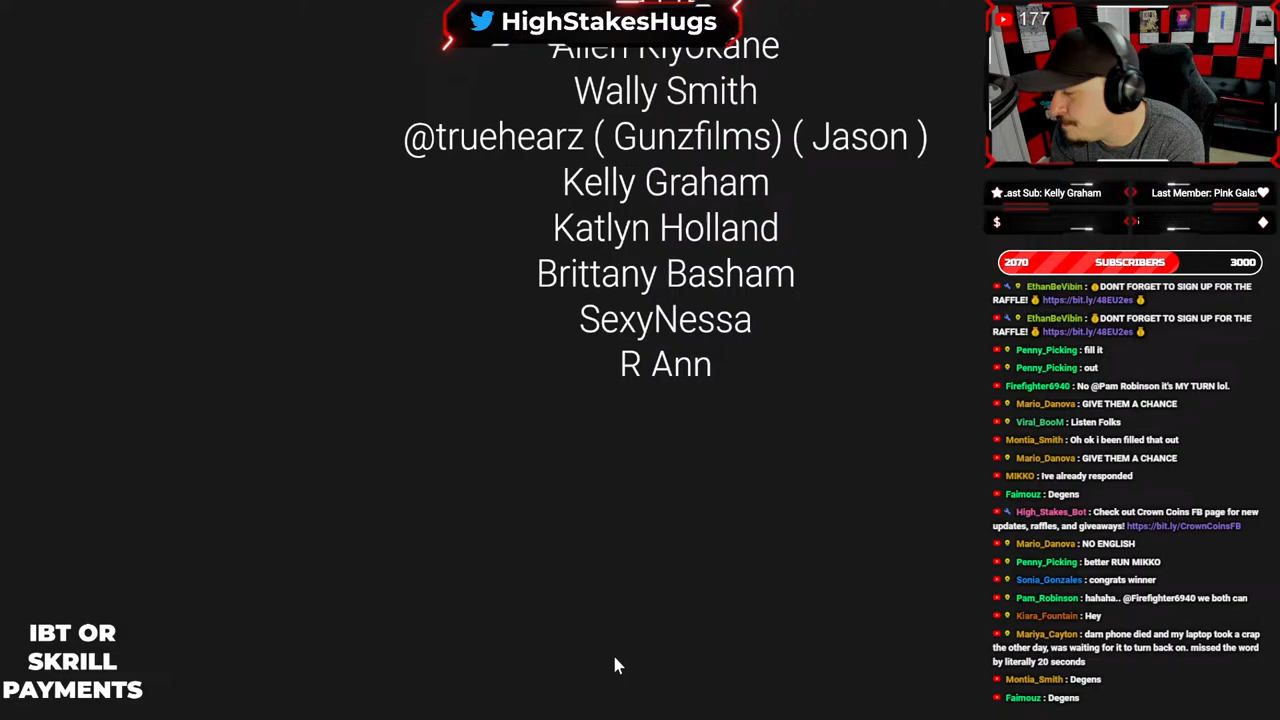 HighStakesHugs
Allen Kiyokane
Wally Smith
@truehearz ( Gunzfilms) ( Jason )
Kelly Graham
Katlyn Holland
Brittany Basham
SexyNessa
R Ann
IBT OR
SKRILL
PAYMENTS
177
Last Sub: Kelly Graham
Last Member: Pink Gala
$
2070 SUBSCRIBERS 3000
EthanBeVibin : DONT FORGET TO SIGN UP FOR THE
RAFFLE! https://bit.ly/48EU2es
EthanBeVibin : DONT FORGET TO SIGN UP FOR THE
RAFFLE! https://bit.ly/48EU2es
Penny_Picking : fill it
Penny_Picking : out
Firefighter6940 : No @Pam Robinson it's MY TURN lol.
Mario_Danova : GIVE THEM A CHANCE
Viral_BooM : Listen Folks
Montia_Smith : Oh ok i been filled that out
Mario_Danova : GIVE THEM A CHANCE
MIKKO : Ive already responded
Faimouz : Degens
High_Stakes_Bot : Check out Crown Coins FB page for new
updates, raffles, and giveaways! https://bit.ly/CrownCoinsFB
Mario_Danova : NO ENGLISH
Penny_Picking : better RUN MIKKO
Sonia_Gonzales : congrats winner
Pam_Robinson : hahaha.. @Firefighter6940 we both can
Kiara_Fountain : Hey
Mariya_Cayton : darn phone died and my laptop took a crap
the other day, was waiting for it to turn back on. missed the word
by literally 20 seconds
Montia_Smith : Degens
Faimouz : Degens